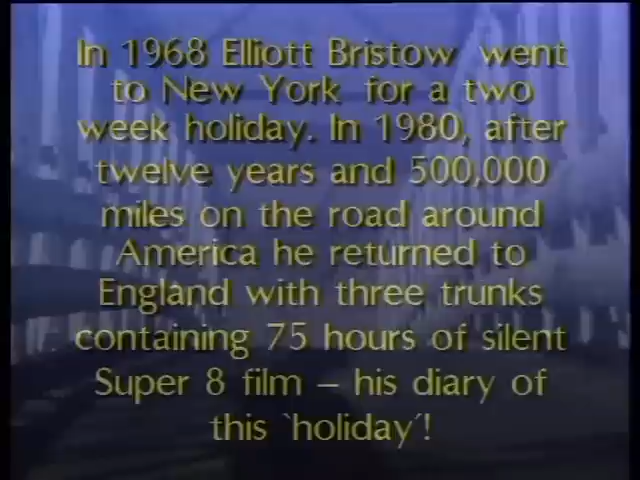 In 1968 Elliott Bristow went
to New York for a two
week holiday. In 1980, after
twelve years and 500,000
miles on the road around
America he returned to
England with three trunks
containing 75 hours of silent
Super 8 film – his diary of
this `holiday´!